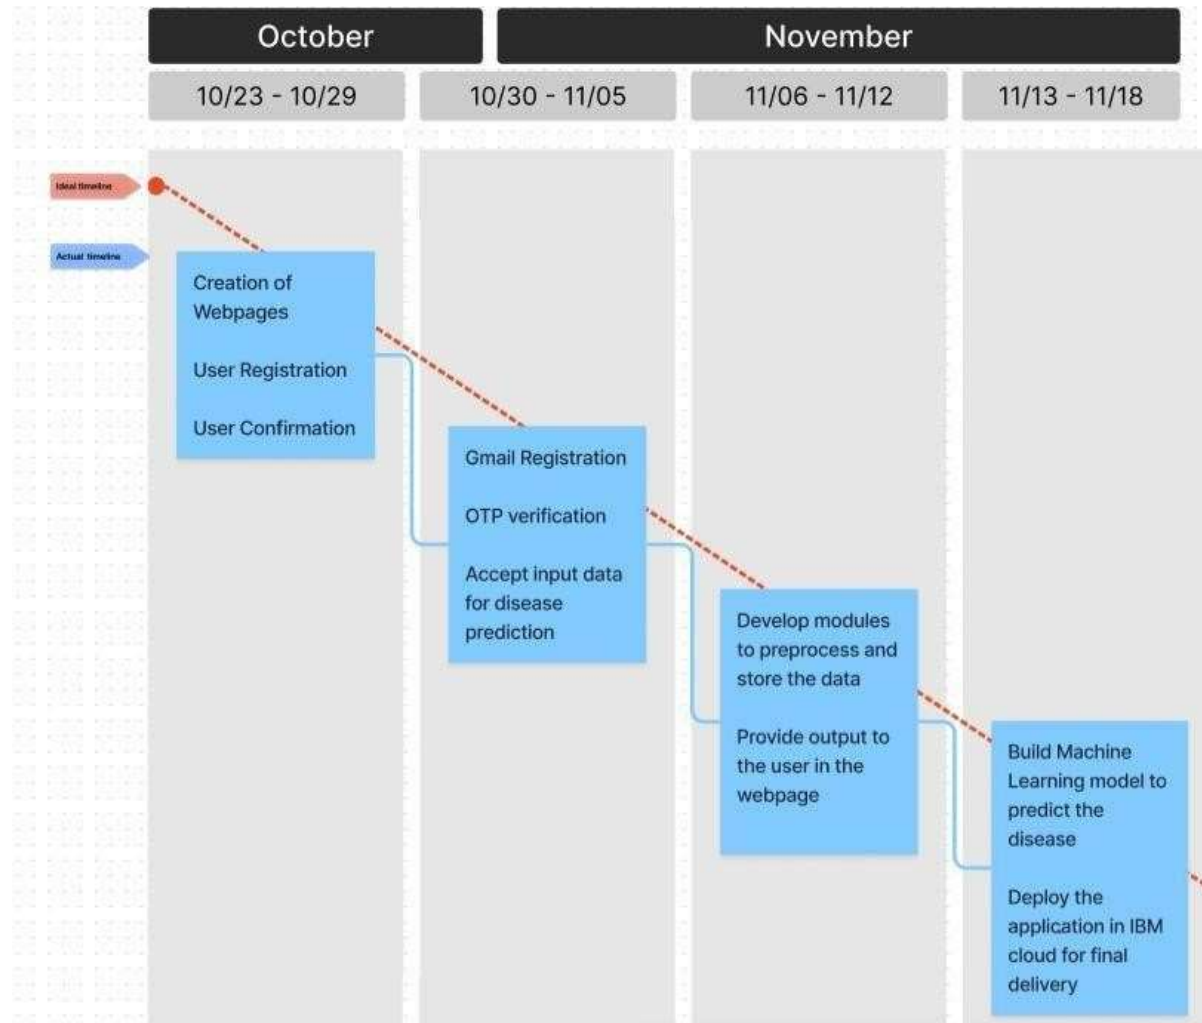 October
November
10/23 - 10/29
10/30 - 11/05
11/06 - 11/12
11/13 - 11/18
Ideal timeline
Actual timeline
Creation of
Webpages
User Registration
User Confirmation
Gmail Registration
OTP verification
Accept input data
for disease
prediction
Develop modules
to preprocess and
store the data
Provide output to
the user in the
webpage
Build Machine
Learning model to
predict the
disease
Deploy the
application in IBM
cloud for final
delivery